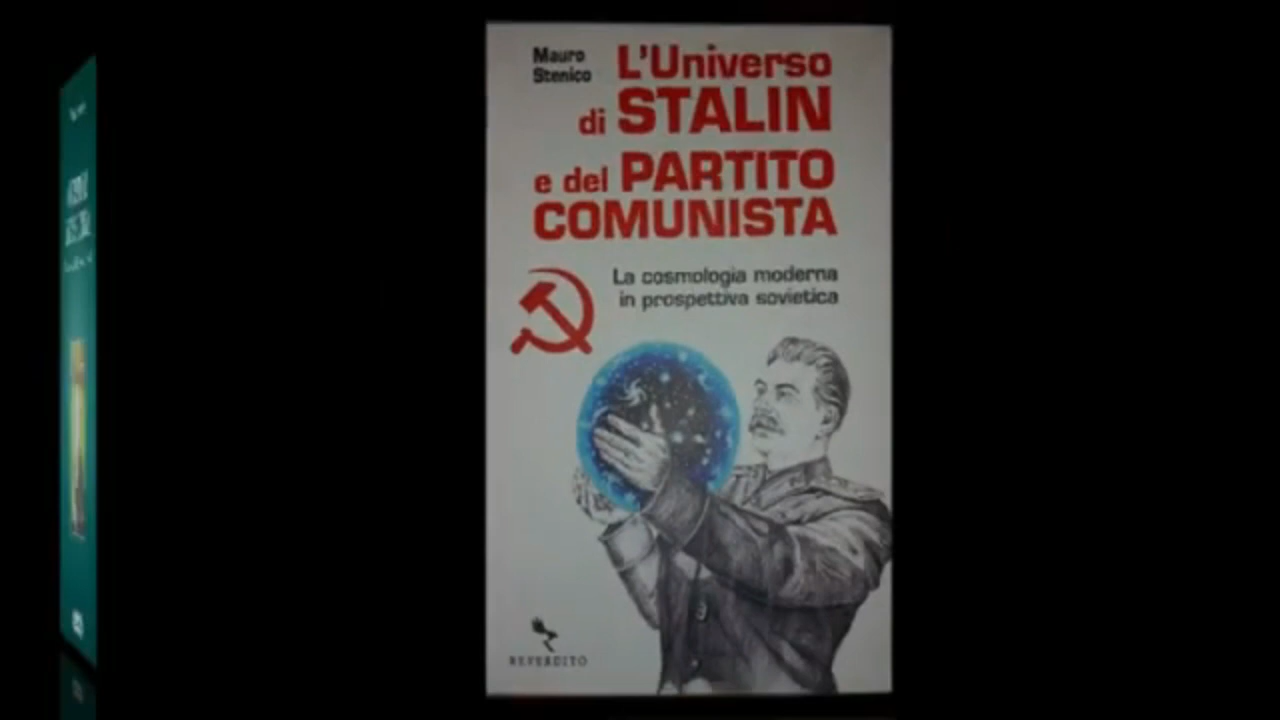 Mauro
Stenico
L'Universo
di STALIN
e del PARTITO
COMUNISTA
La cosmologia moderna
in prospettiva sovietica
REVERDITO